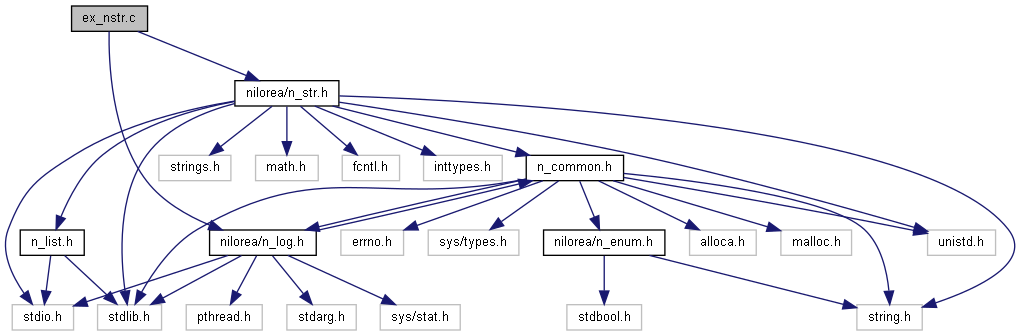 ex_nstr.c
nilorea/n_str.h
strings.h
math.h
fcntl.h
inttypes.h
n_common.h
n_list.h
nilorea/n_log.h
errno.h
sys/types.h
nilorea/n_enum.h
alloca.h
malloc.h
unistd.h
stdio.h
stdlib.h
pthread.h
stdarg.h
sys/stat.h
stdbool.h
string.h